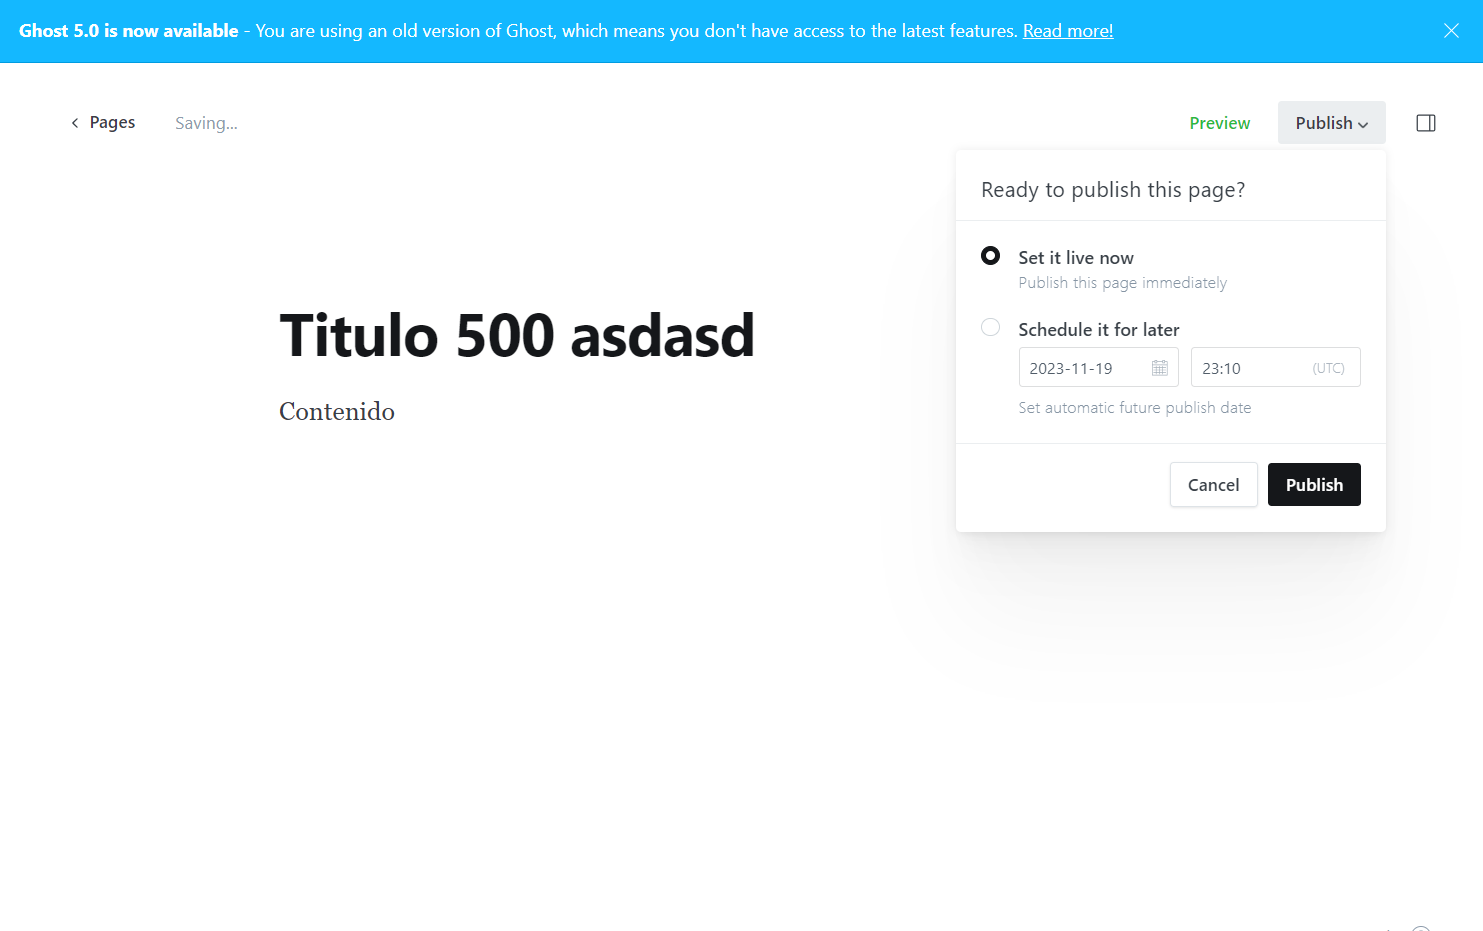 Ghost 5.0 is now available - You are using an old version of Ghost, which means you don't have access to the latest features. Read more!
Pages
Saving...
Preview
Publish
Ready to publish this page?
Set it live now
Publish this page immediately
Schedule it for later
2023-11-19
23:10
(UTC)
Set automatic future publish date
Cancel
Publish
Titulo 500 asdasd
Contenido